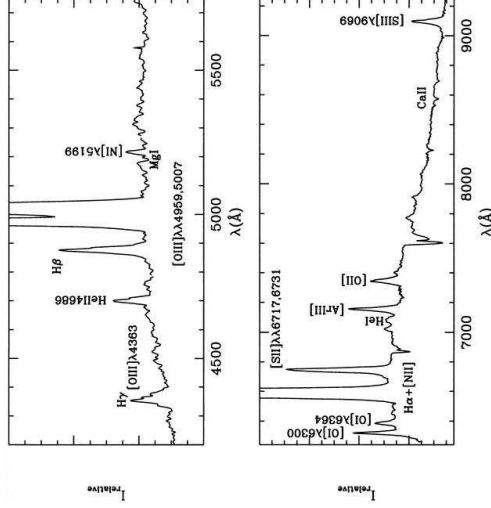 I relative
Hγ
[OIII]λ4363
HeII4686
Hβ
[OIII]λλ4959,5007
MgI
[NI]λ5199
4500
5000
5500
λ(Å)
I relative
[OI]λ6300
[OI]λ6364
Hα+[NII]
[SII]λλ6717,6731
HeI
[ArIII]
[OII]
CaII
[SIII]λ9069
7000
8000
9000
λ(Å)